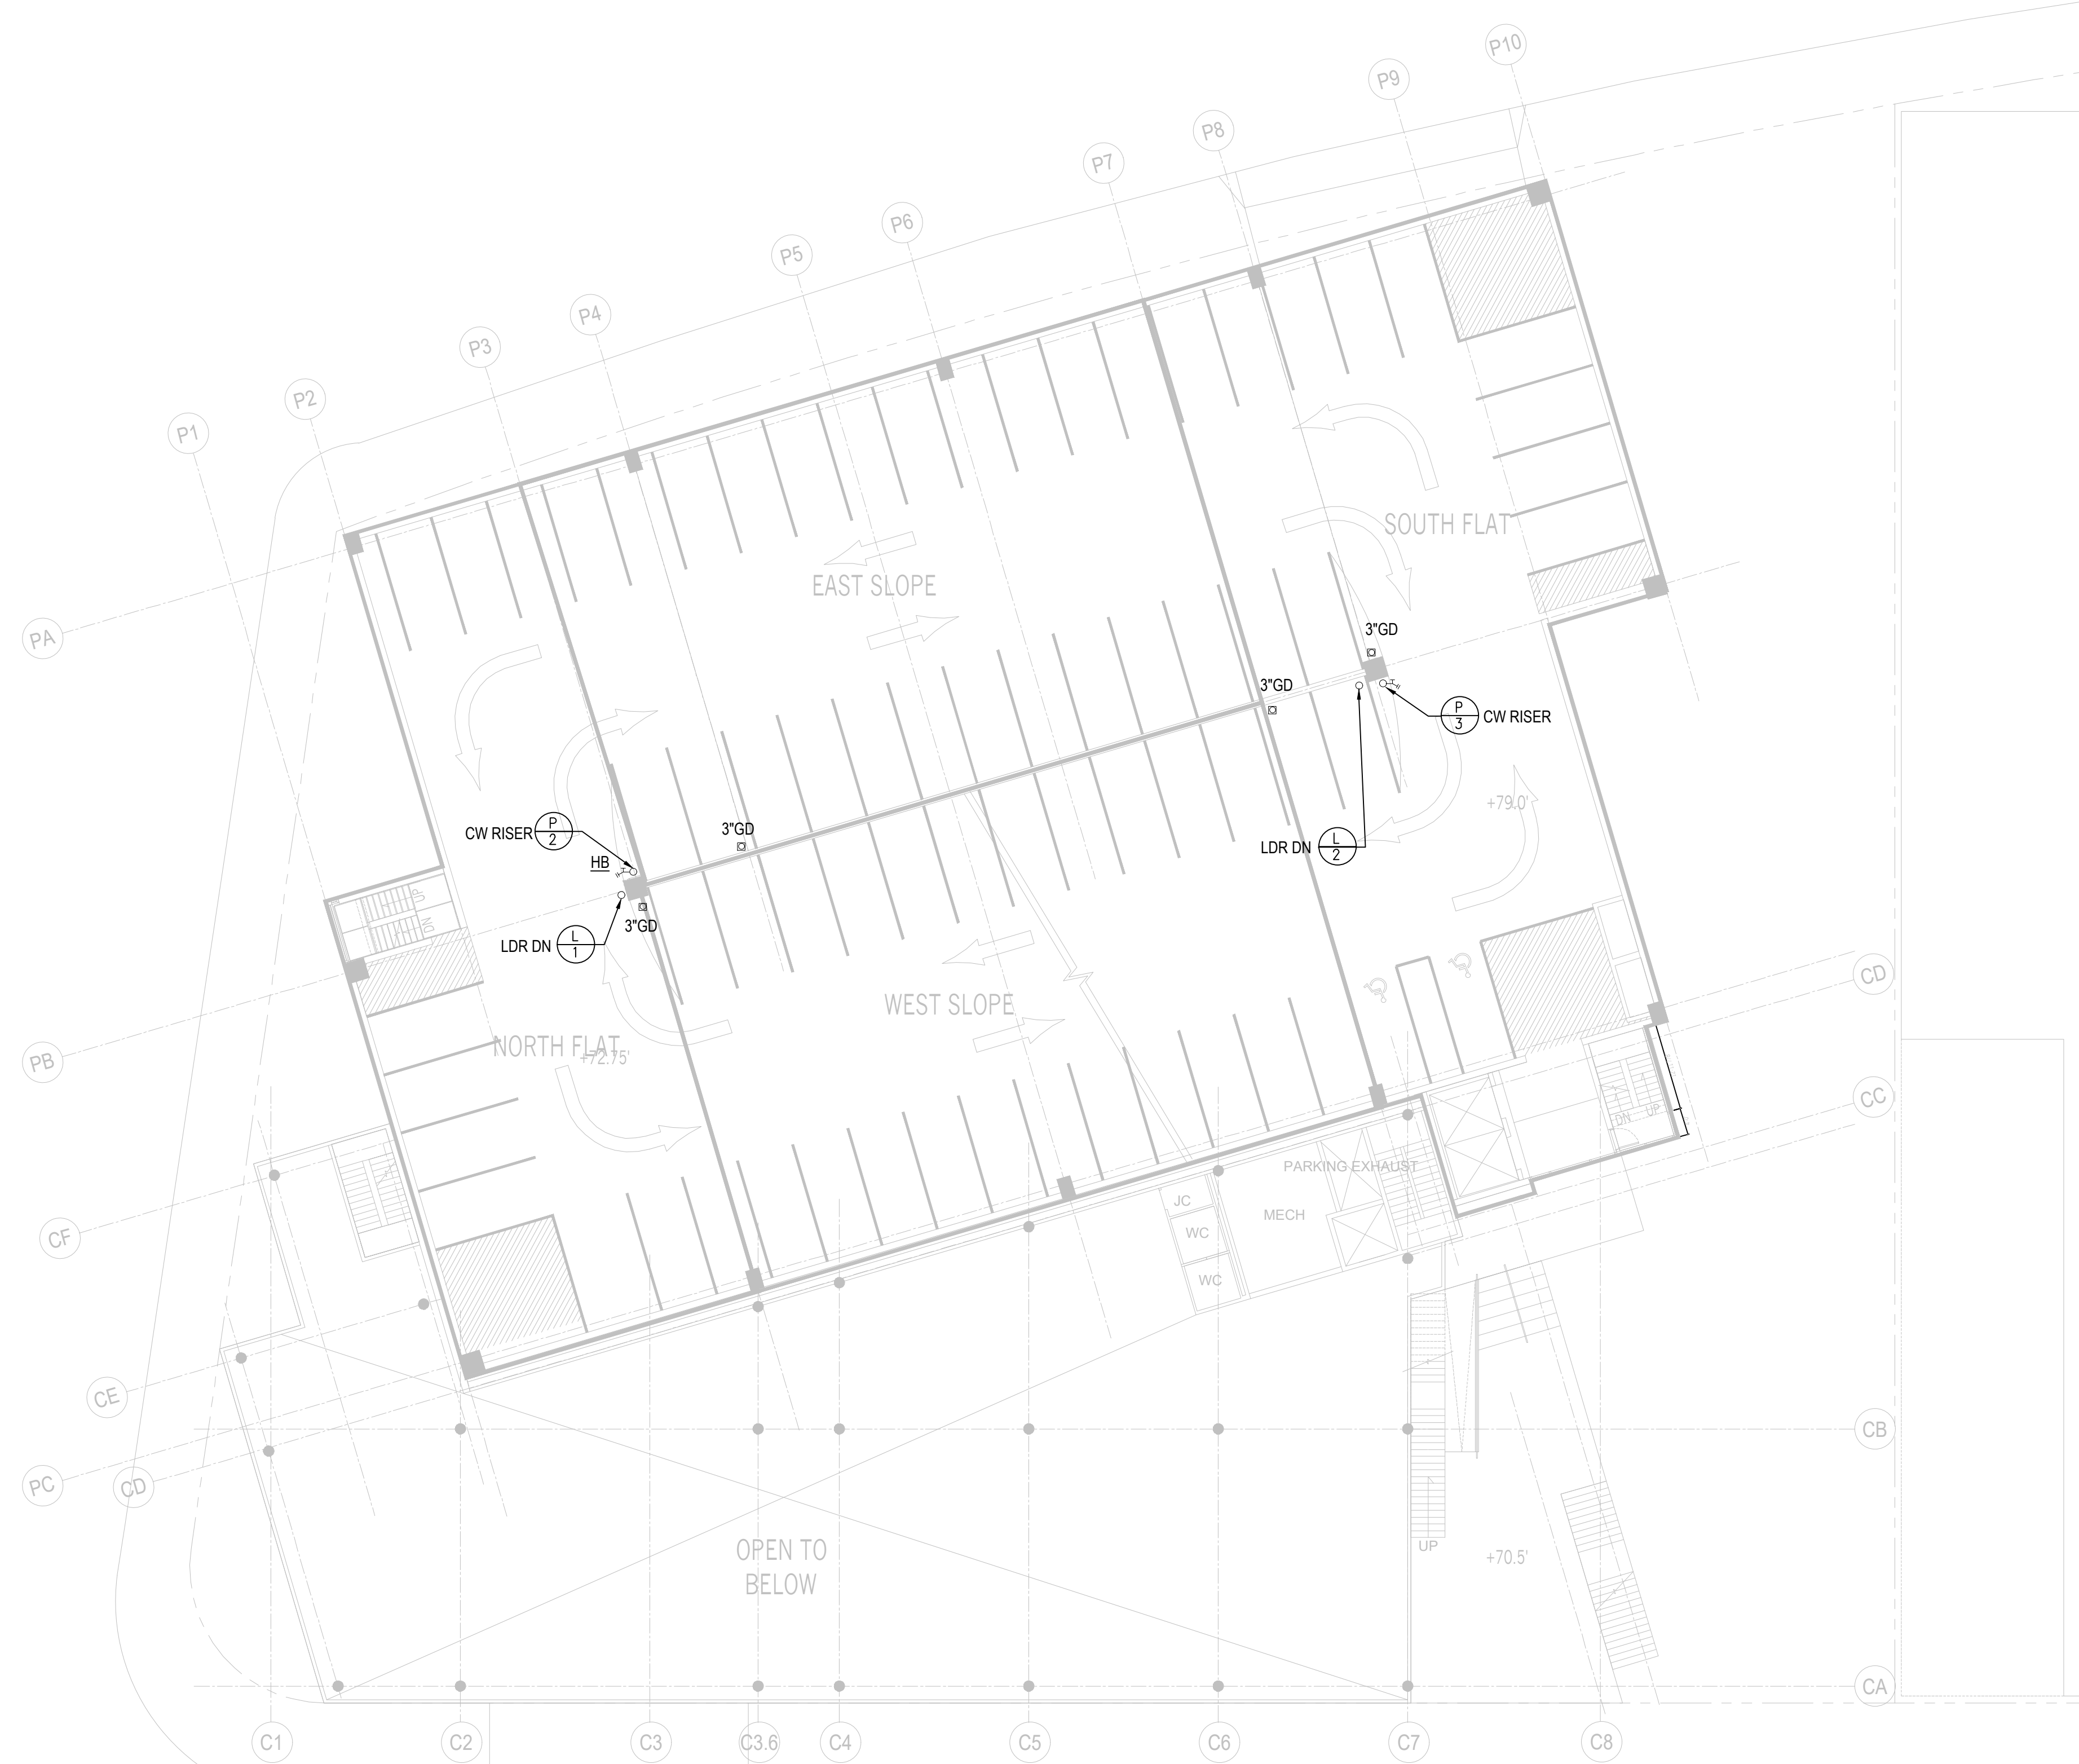 P10
P9
P8
P7
P6
P5
P4
P3
P2
P1
SOUTH FLAT
EAST SLOPE
3"GD
PA
3"GD
P
3
CW RISER
+79.0'
CW RISER
P
2
3"GD
LDR DN
L
2
HB
UP
DN
3"GD
LDR DN
L
1
CD
WEST SLOPE
NORTH FLAT
+72.75'
PB
CC
DN
UP
PARKING EXHAUST
JC
MECH
WC
WC
CF
CE
CB
PC
CD
OPEN TO
BELOW
UP
+70.5'
CA
C1
C2
C3
C3.6
C4
C5
C6
C7
C8